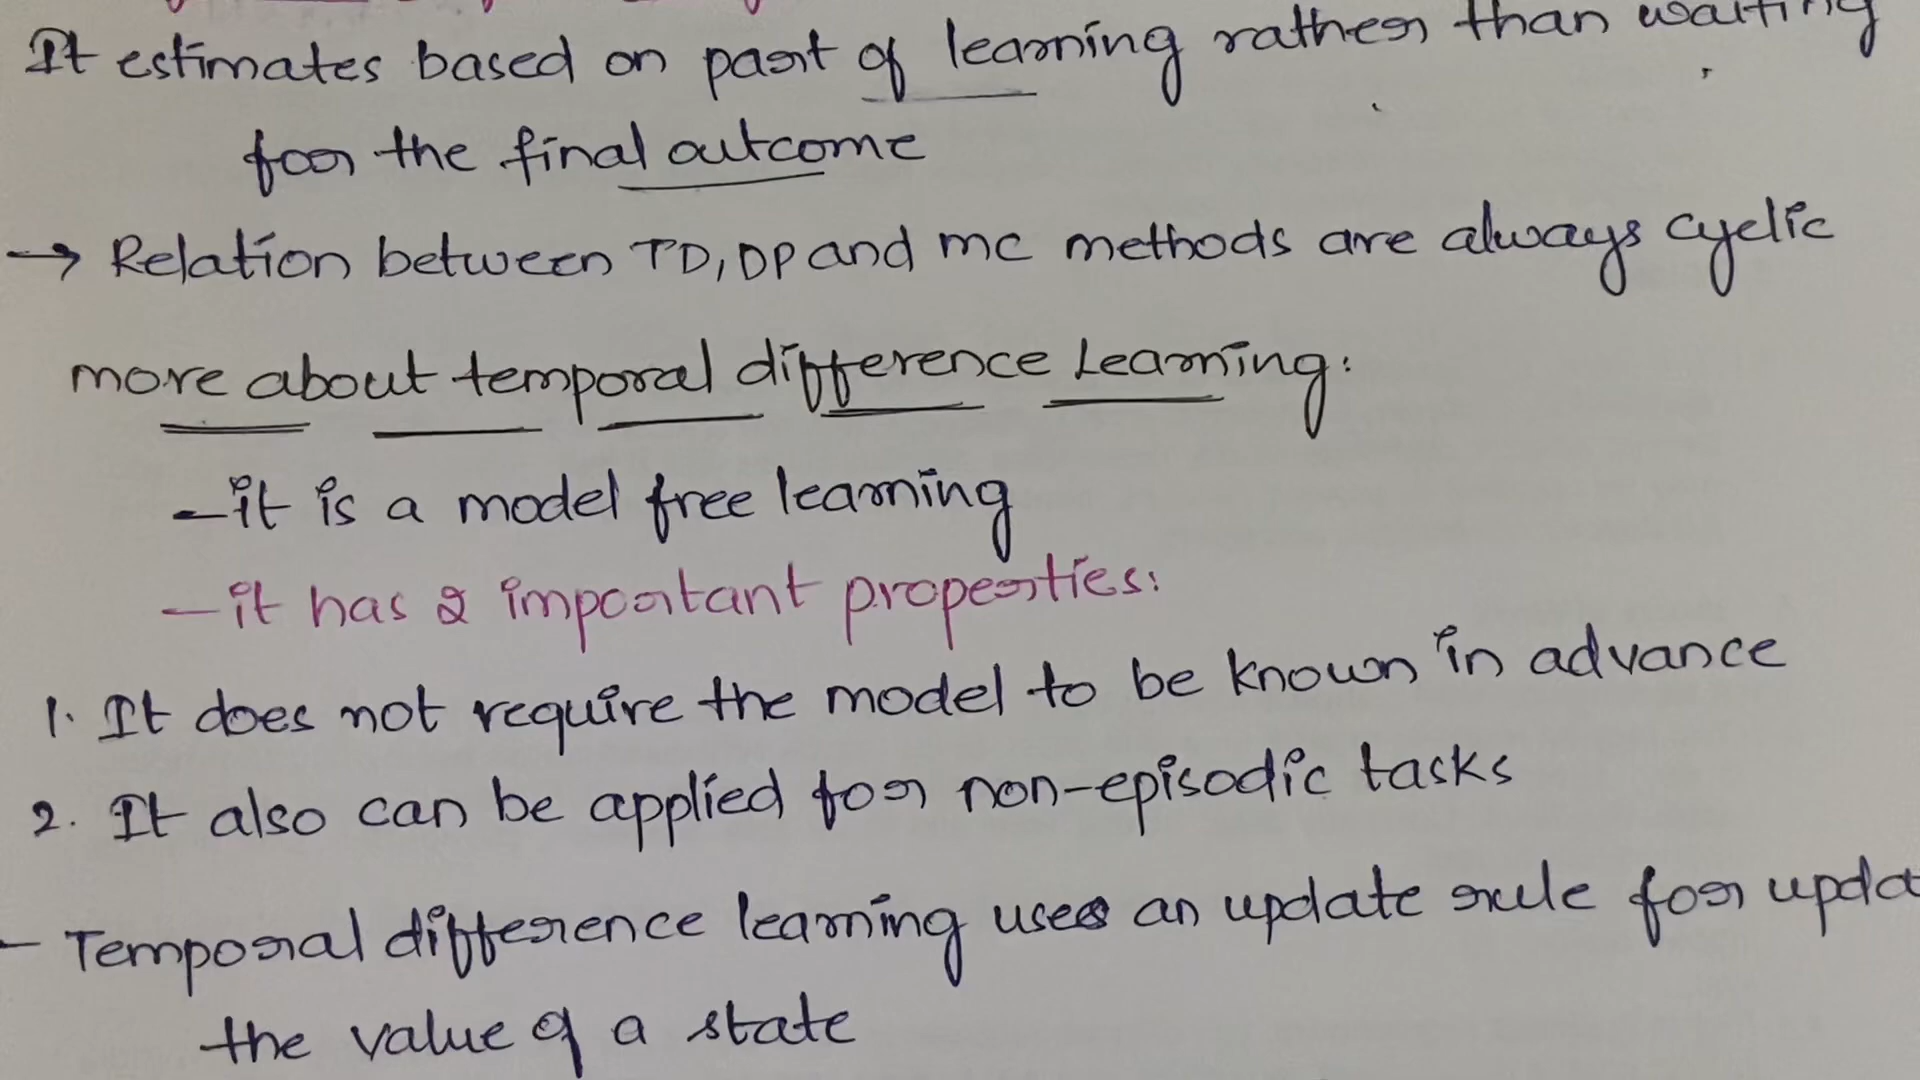 It estimates based on part of learning rather than waiting
for the final outcome
→ Relation between TD, DP and MC methods are always cyclic
more about temporal difference Learning:
- it is a model free learning
- it has 2 important properties:
1. It does not require the model to be known in advance
2. It also can be applied for non-episodic tasks
- Temporal difference learning uses an update rule for upda
the value of a state